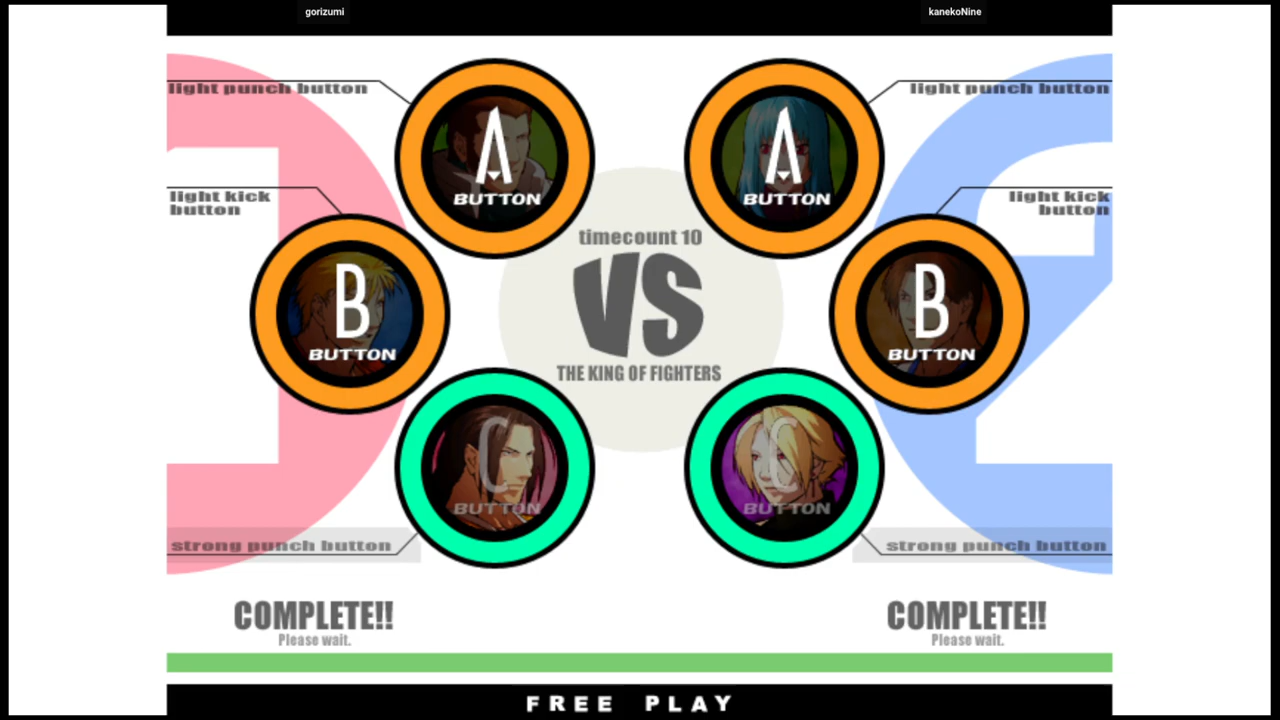 gorizumi
kanekoNine
light punch button
A
BUTTON
A
BUTTON
light punch button
light kick
button
B
BUTTON
timecount 10
VS
THE KING OF FIGHTERS
light kick
button
B
BUTTON
C
BUTTON
C
BUTTON
strong punch button
strong punch button
COMPLETE!!
Please wait.
COMPLETE!!
Please wait.
FREE PLAY